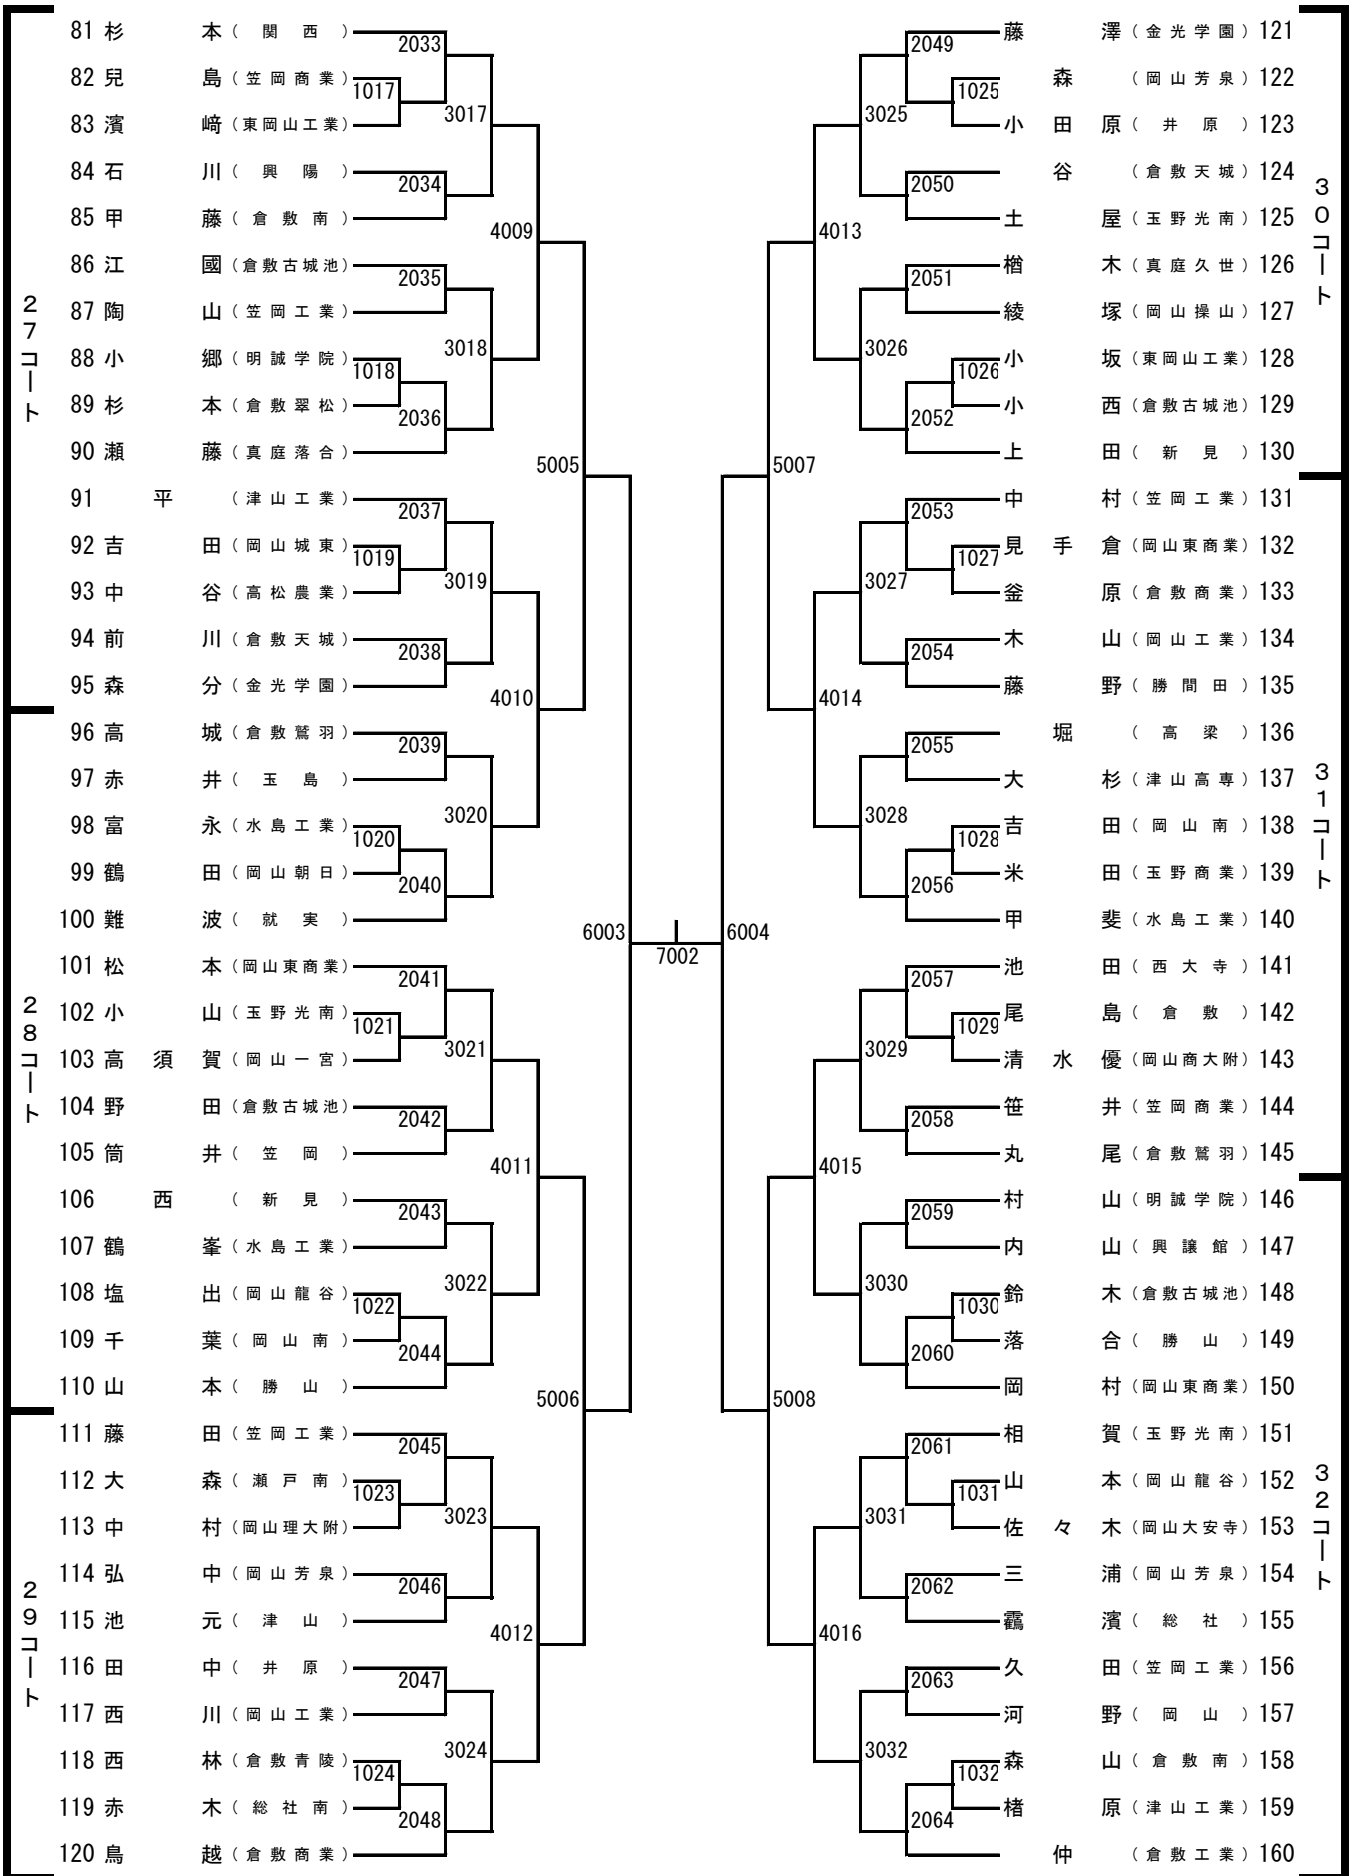 27コート
81 杉本 (関西)
82 兒島 (笠岡商業)
83 濱﨑 (東岡山工業)
84 石川 (興陽)
85 甲藤 (倉敷南)
86 江國 (倉敷古城池)
87 陶山 (笠岡工業)
88 小郷 (明誠学院)
89 杉本 (倉敷翠松)
90 瀬藤 (真庭落合)
91 平 (津山工業)
92 吉田 (岡山城東)
93 中谷 (高松農業)
94 前川 (倉敷天城)
95 森分 (金光学園)
28コート
96 高城 (倉敷鷲羽)
97 赤井 (玉島)
98 富永 (水島工業)
99 鶴田 (岡山朝日)
100 難波 (就実)
101 松本 (岡山東商業)
102 小山 (玉野光南)
103 高須賀 (岡山一宮)
104 野田 (倉敷古城池)
105 筒井 (笠岡)
106 西 (新見)
107 鶴峯 (水島工業)
108 塩出 (岡山龍谷)
109 千葉 (岡山南)
110 山本 (勝山)
29コート
111 藤田 (笠岡工業)
112 大森 (瀬戸南)
113 中村 (岡山理大附)
114 弘中 (岡山芳泉)
115 池元 (津山)
116 田中 (井原)
117 西川 (岡山工業)
118 西林 (倉敷青陵)
119 赤木 (総社南)
120 鳥越 (倉敷商業)
1017
1018
1019
1020
1021
1022
1023
1024
2033
2034
2035
2036
2037
2038
2039
2040
2041
2042
2043
2044
2045
2046
2047
2048
3017
3018
3019
3020
3021
3022
3023
3024
4009
4010
4011
4012
5005
5006
6003
7002
6004
5007
5008
4013
4014
4015
4016
3025
3026
3027
3028
3029
3030
3031
3032
2049
2050
2051
2052
2053
2054
2055
2056
2057
2058
2059
2060
2061
2062
2063
2064
1025
1026
1027
1028
1029
1030
1031
1032
30コート
藤澤 (金光学園) 121
森 (岡山芳泉) 122
小田原 (井原) 123
谷 (倉敷天城) 124
土屋 (玉野光南) 125
楢木 (真庭久世) 126
綾塚 (岡山操山) 127
小坂 (東岡山工業) 128
小西 (倉敷古城池) 129
上田 (新見) 130
31コート
中村 (笠岡工業) 131
見手倉 (岡山東商業) 132
釜原 (倉敷商業) 133
木山 (岡山工業) 134
藤野 (勝間田) 135
堀 (高梁) 136
大杉 (津山高専) 137
吉田 (岡山南) 138
米田 (玉野商業) 139
甲斐 (水島工業) 140
池田 (西大寺) 141
尾島 (倉敷) 142
清水優 (岡山商大附) 143
笹井 (笠岡商業) 144
丸尾 (倉敷鷲羽) 145
32コート
村山 (明誠学院) 146
内山 (興譲館) 147
鈴木 (倉敷古城池) 148
落合 (勝山) 149
岡村 (岡山東商業) 150
相賀 (玉野光南) 151
山本 (岡山龍谷) 152
佐々木 (岡山大安寺) 153
三浦 (岡山芳泉) 154
靏濱 (総社) 155
久田 (笠岡工業) 156
河野 (岡山) 157
森山 (倉敷南) 158
楮原 (津山工業) 159
仲 (倉敷工業) 160